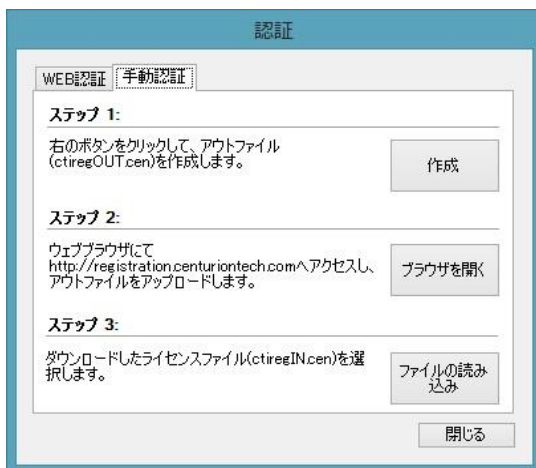 認証
WEB認証 手動認証
ステップ 1:
右のボタンをクリックして、アウトファイル
(ctiregOUT.cen)を作成します。
作成
ステップ 2:
ウェブブラウザにて
http://registration.centuriontech.comへアクセスし、
アウトファイルをアップロードします。
ブラウザを開く
ステップ 3:
ダウンロードしたライセンスファイル(ctiregIN.cen)を選
択します。
ファイルの読み
込み
閉じる